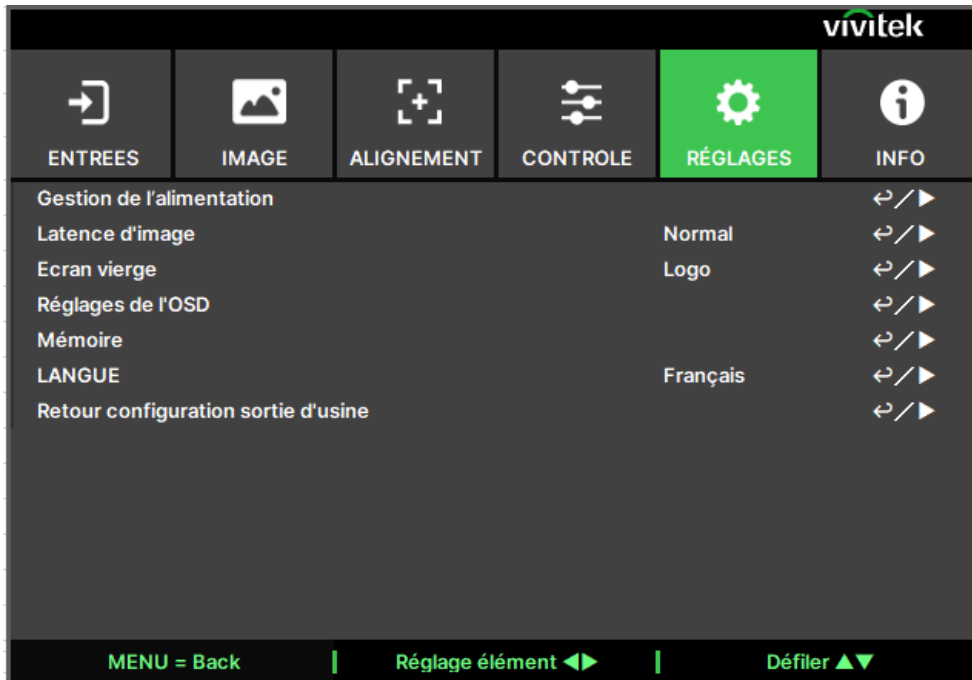 vivitek
ENTREES IMAGE ALIGNEMENT CONTROLE RÉGLAGES INFO
Gestion de l'alimentation
Latence d'image Normal
Ecran vierge Logo
Réglages de l'OSD
Mémoire
LANGUE Français
Retour configuration sortie d'usine
MENU = Back | Réglage élément ◀▶ | Défiler ▲▼